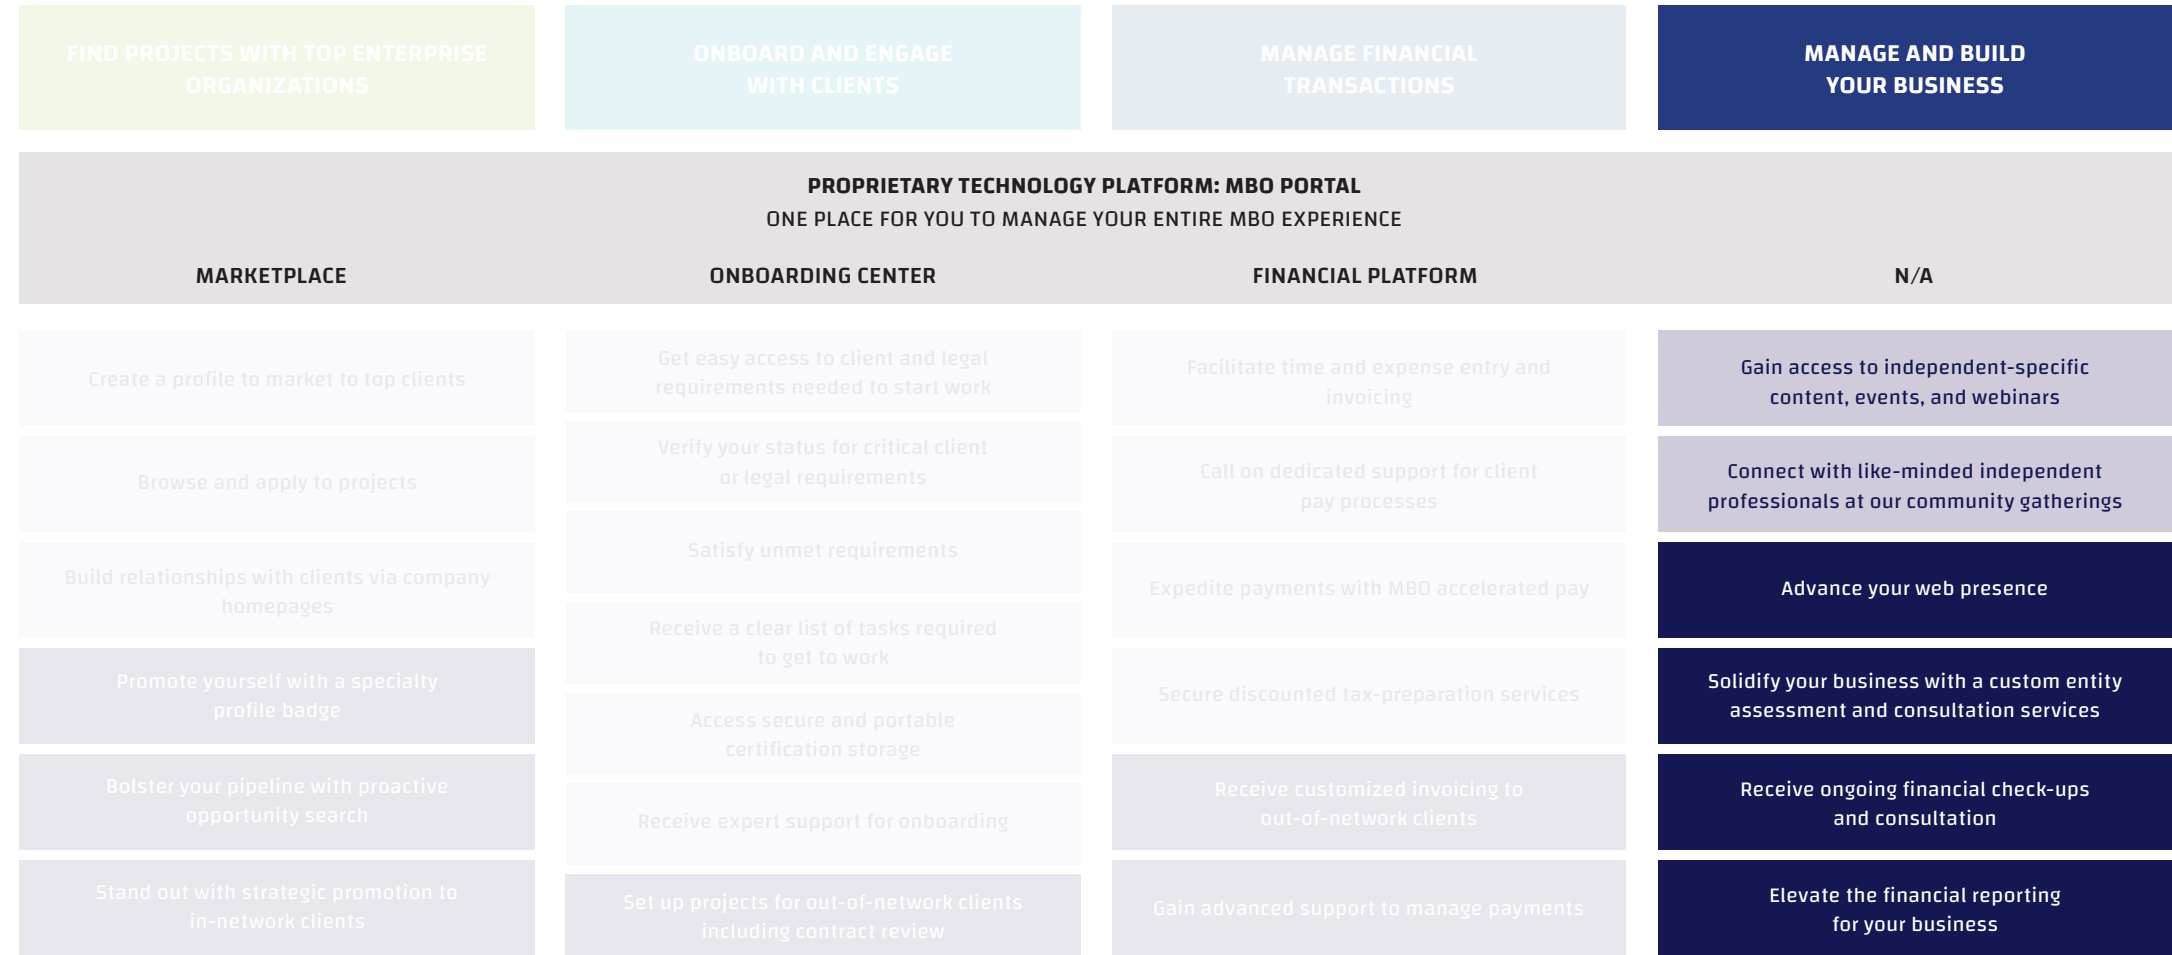 FIND PROJECTS WITH TOP ENTERPRISE
ORGANIZATIONS
ONBOARD AND ENGAGE
WITH CLIENTS
MANAGE FINANCIAL
TRANSACTIONS
MANAGE AND BUILD
YOUR BUSINESS
PROPRIETARY TECHNOLOGY PLATFORM: MBO PORTAL
ONE PLACE FOR YOU TO MANAGE YOUR ENTIRE MBO EXPERIENCE
MARKETPLACE
ONBOARDING CENTER
FINANCIAL PLATFORM
N/A
Create a profile to market to top clients
Browse and apply to projects
Build relationships with clients via company
homepages
Promote yourself with a specialty
profile badge
Bolster your pipeline with proactive
opportunity search
Stand out with strategic promotion to
in-network clients
Get easy access to client and legal
requirements needed to start work
Verify your status for critical client
or legal requirements
Satisfy unmet requirements
Receive a clear list of tasks required
to get to work
Access secure and portable
certification storage
Receive expert support for onboarding
Set up projects for out-of-network clients
including contract review
Facilitate time and expense entry and
invoicing
Call on dedicated support for client
pay processes
Expedite payments with MBO accelerated pay
Secure discounted tax-preparation services
Receive customized invoicing to
out-of-network clients
Gain advanced support to manage payments
Gain access to independent-specific
content, events, and webinars
Connect with like-minded independent
professionals at our community gatherings
Advance your web presence
Solidify your business with a custom entity
assessment and consultation services
Receive ongoing financial check-ups
and consultation
Elevate the financial reporting
for your business